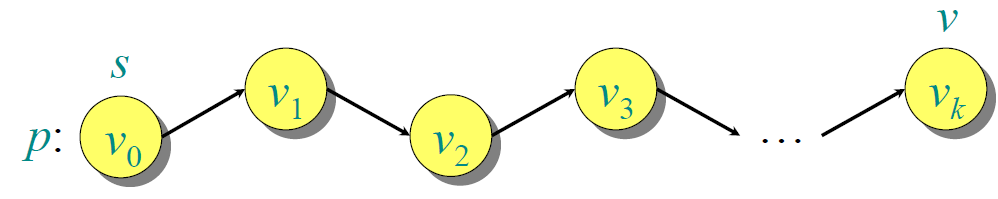 s
v
p: v₀ v₁ v₂ v₃ … vₖ